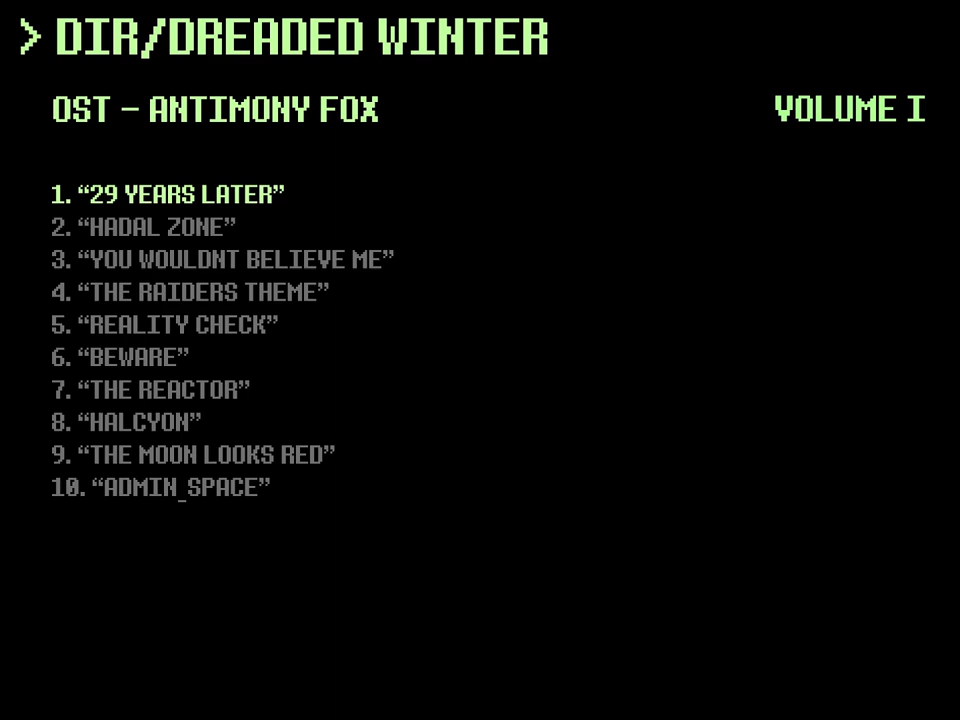 > DIR/DREADED WINTER
OST – ANTIMONY FOX
VOLUME I
1. “29 YEARS LATER”
2. “HADAL ZONE”
3. “YOU WOULDNT BELIEVE ME”
4. “THE RAIDERS THEME”
5. “REALITY CHECK”
6. “BEWARE”
7. “THE REACTOR”
8. “HALCYON”
9. “THE MOON LOOKS RED”
10. “ADMIN_SPACE”